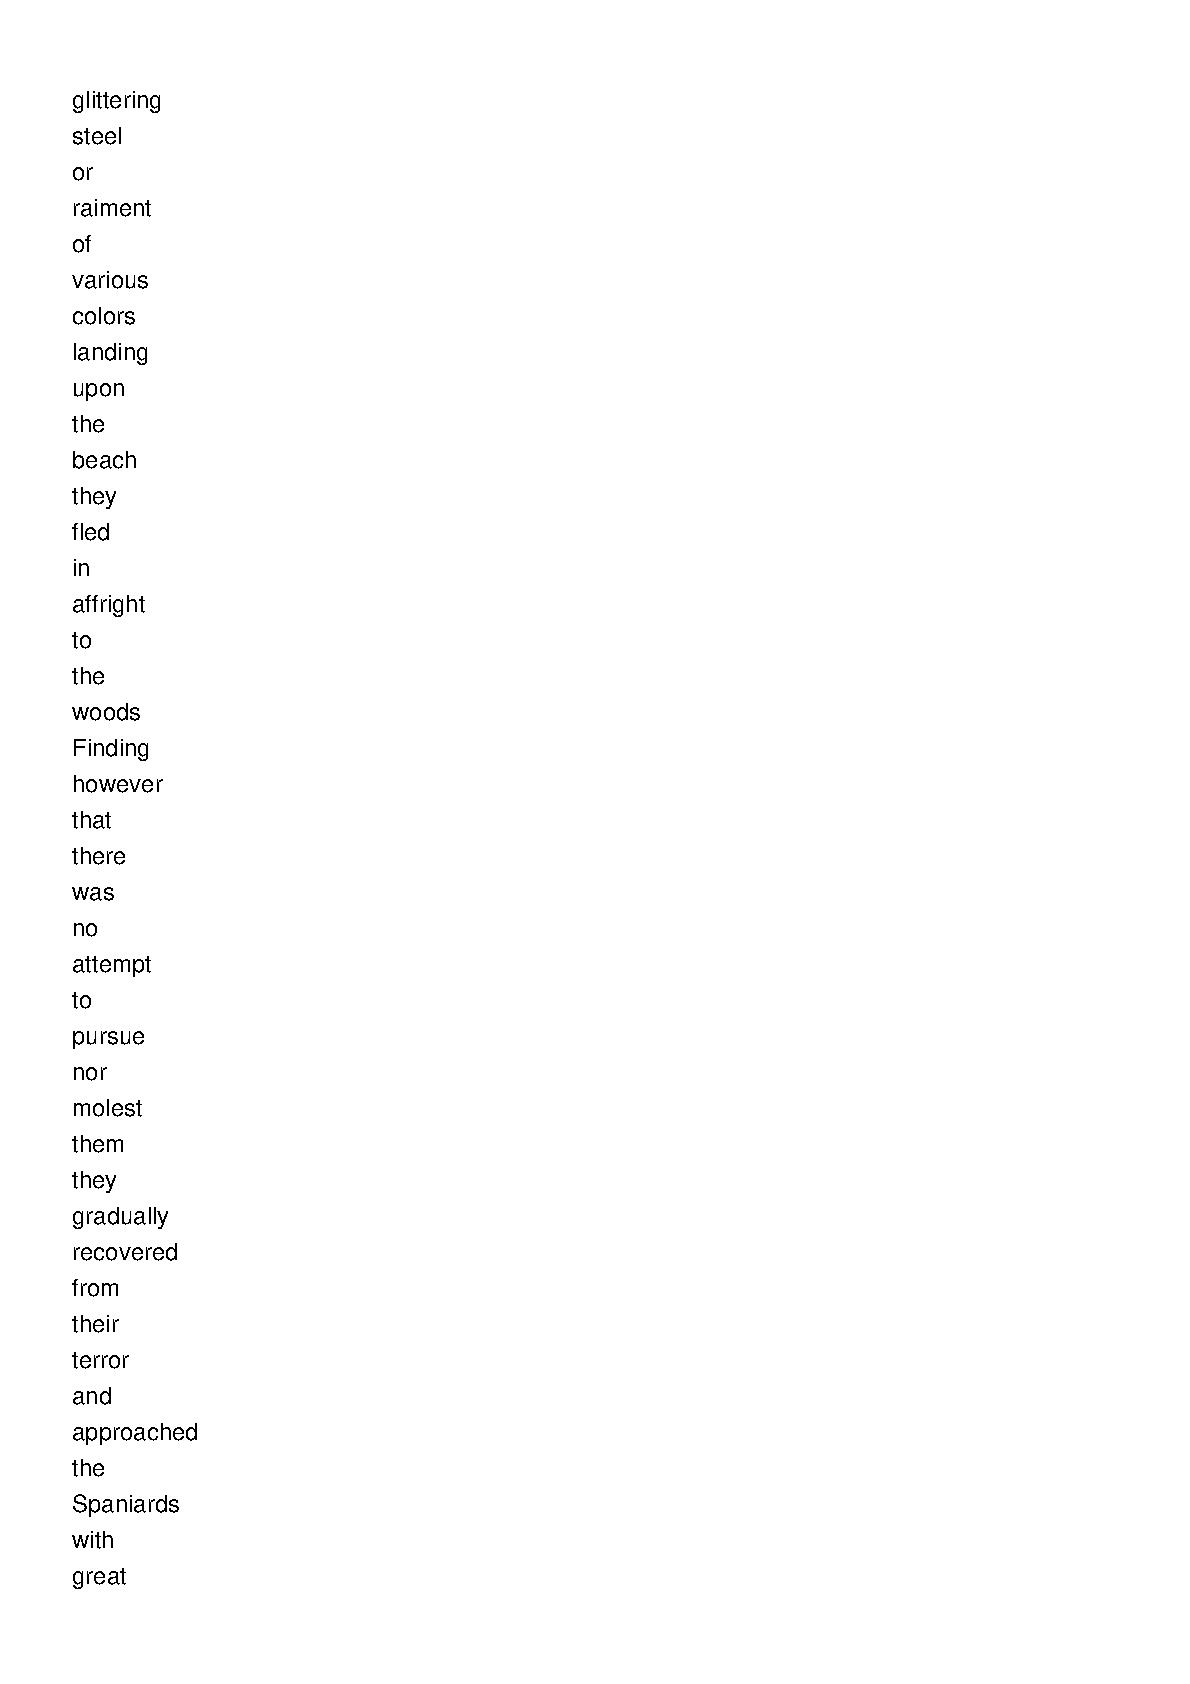 glittering
steel
or
raiment
of
various
colors
landing
upon
the
beach
they
fled
in
affright
to
the
woods
Finding
however
that
there
was
no
attempt
to
pursue
nor
molest
them
they
gradually
recovered
from
their
terror
and
approached
the
Spaniards
with
great